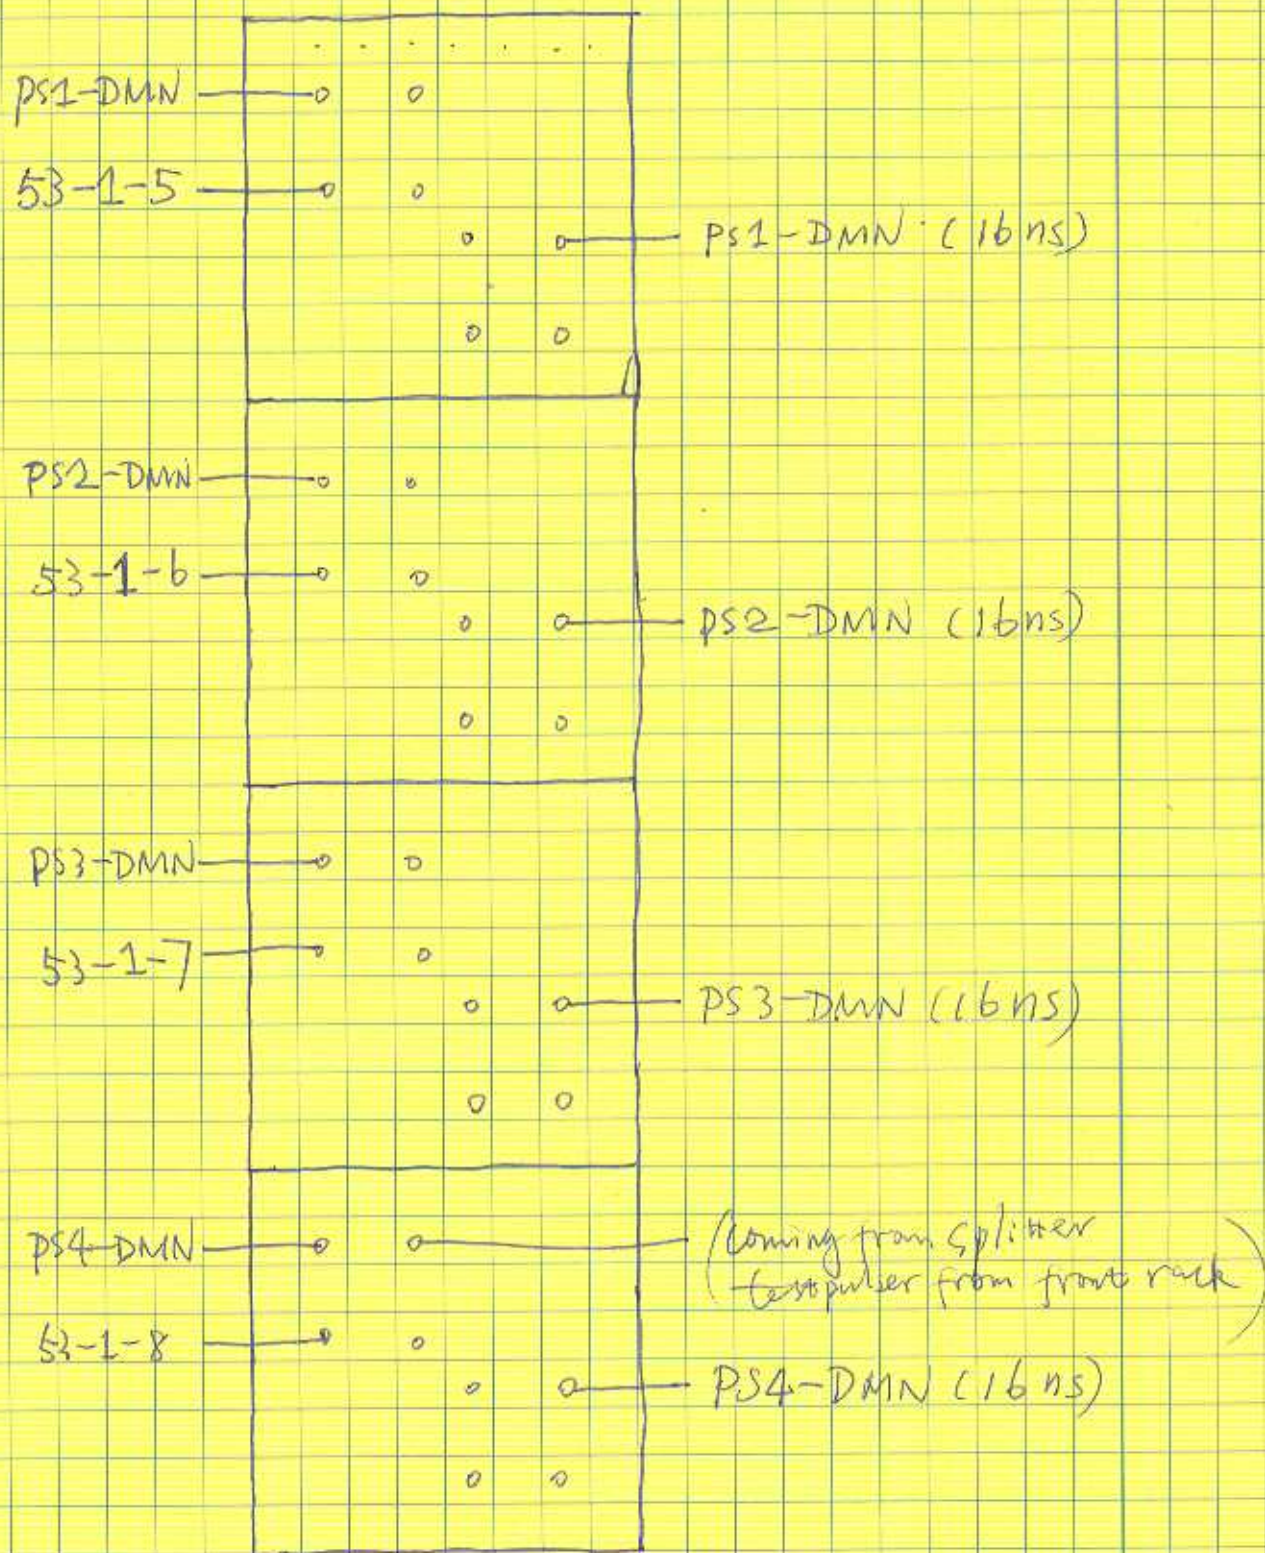 PS1-DMN
53-1-5
PS1-DMN (16ns)
PS2-DMN
53-1-6
PS2-DMN (16ns)
PS3-DMN
53-1-7
PS3-DMN (16ns)
PS4-DMN
(Coming from splitter
testpulser from front rack)
53-1-8
PS4-DMN (16ns)